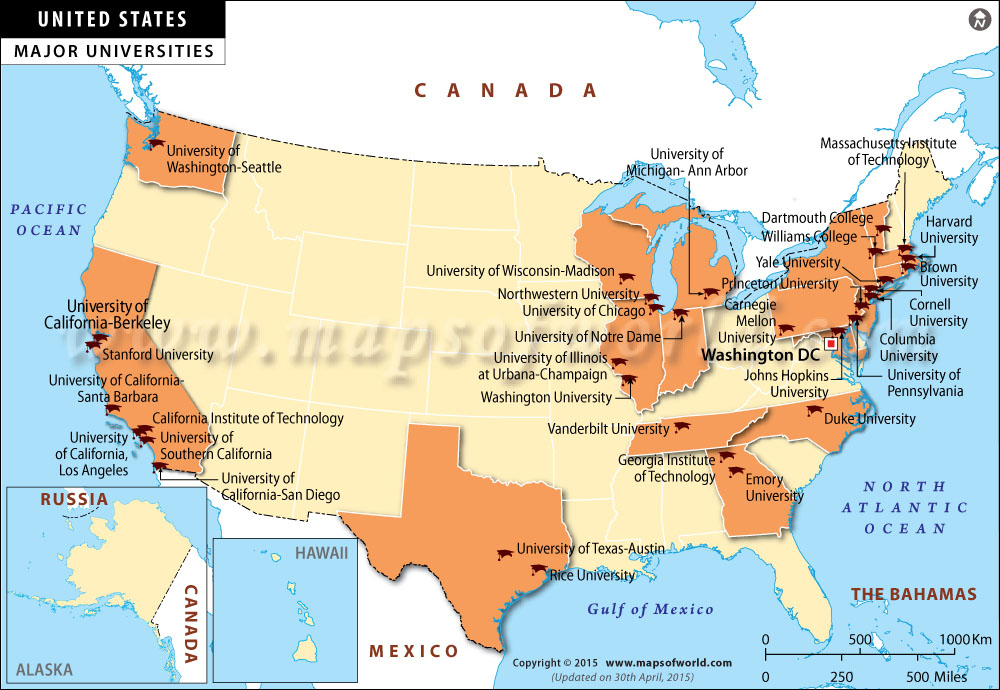 UNITED STATES
MAJOR UNIVERSITIES
N
CANADA
PACIFIC
OCEAN
University of
Washington-Seattle
University of
Michigan- Ann Arbor
Massachusetts Institute
of Technology
Dartmouth College
Williams College
Harvard
University
Yale University
Brown
University
University of Wisconsin-Madison
Northwestern University
University of Chicago
Princeton University
Carnegie
Mellon
University
Cornell
University
University of
California-Berkeley
www.mapsofworld.com
Stanford University
University of Notre Dame
Washington DC
Columbia
University
University of Illinois
at Urbana-Champaign
Johns Hopkins
University
University of
Pennsylvania
University of California-
Santa Barbara
Washington University
California Institute of Technology
Vanderbilt University
Duke University
University
of California,
Los Angeles
University of
Southern California
Georgia Institute
of Technology
University of
California-San Diego
Emory
University
NORTH
ATLANTIC
OCEAN
RUSSIA
CANADA
ALASKA
HAWAII
University of Texas-Austin
Rice University
Gulf of Mexico
THE BAHAMAS
MEXICO
0 500 1000 Km
0 250 500 Miles
Copyright © 2015 www.mapsofworld.com
(Updated on 30th April, 2015)